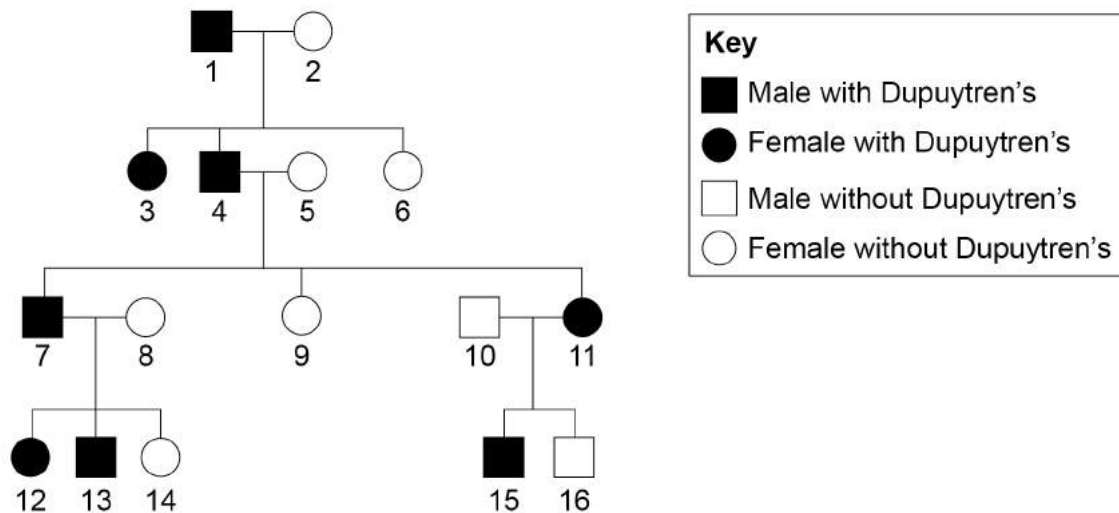 Key
Male with Dupuytren's
Female with Dupuytren's
Male without Dupuytren's
Female without Dupuytren's
1 2
3 4 5 6
7 8 9 10 11
12 13 14 15 16